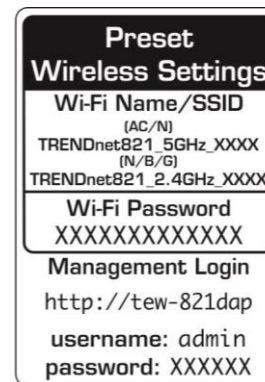 Preset
Wireless Settings
Wi-Fi Name/SSID
(AC/N)
TRENDnet821_5GHz_XXXX
(N/B/G)
TRENDnet821_2.4GHz_XXXX
Wi-Fi Password
XXXXXXXXXXXXX
Management Login
http://tew-821dap
username: admin
password: XXXXXX